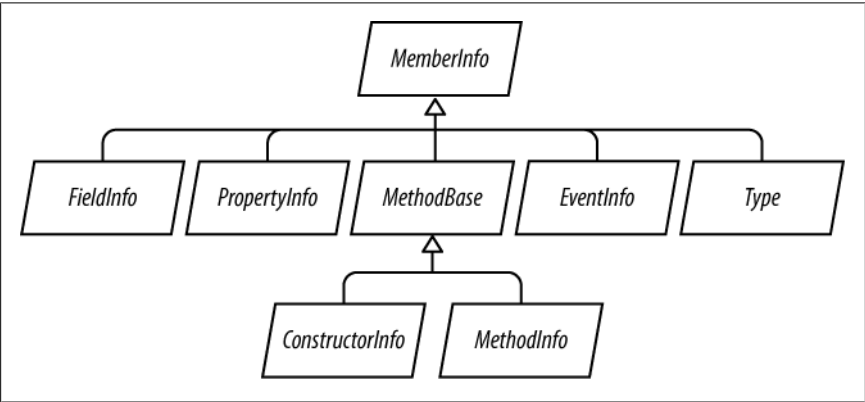 MemberInfo
FieldInfo
PropertyInfo
MethodBase
EventInfo
Type
ConstructorInfo
MethodInfo